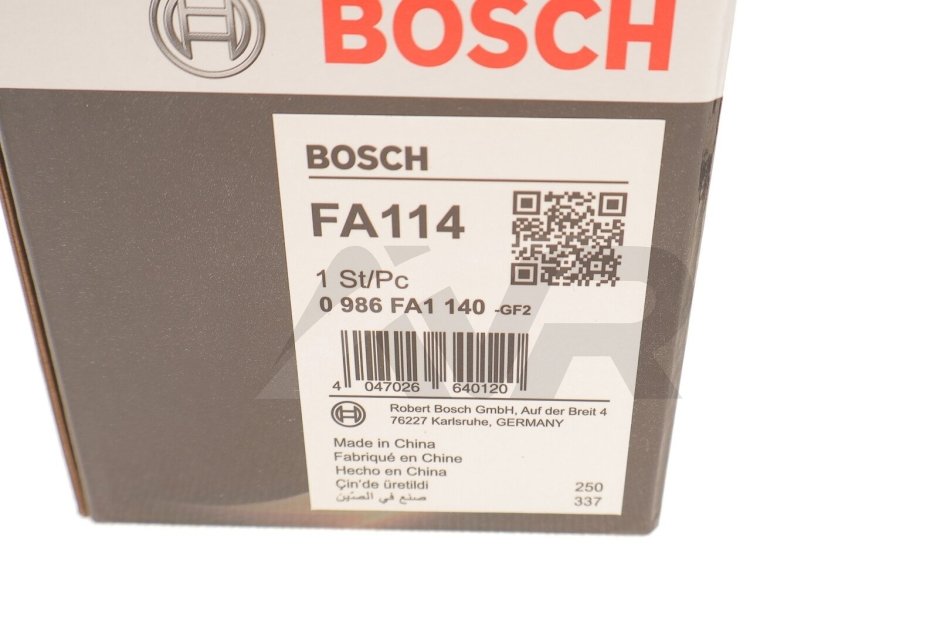 BOSCH
BOSCH
FA114
1 St/Pc
0 986 FA1 140 -GF2
4 047026 640120
Robert Bosch GmbH, Auf der Breit 4
76227 Karlsruhe, GERMANY
Made in China
Fabriqué en Chine
Hecho en China
Çin'de üretildi 250
صنع في الصّين 337